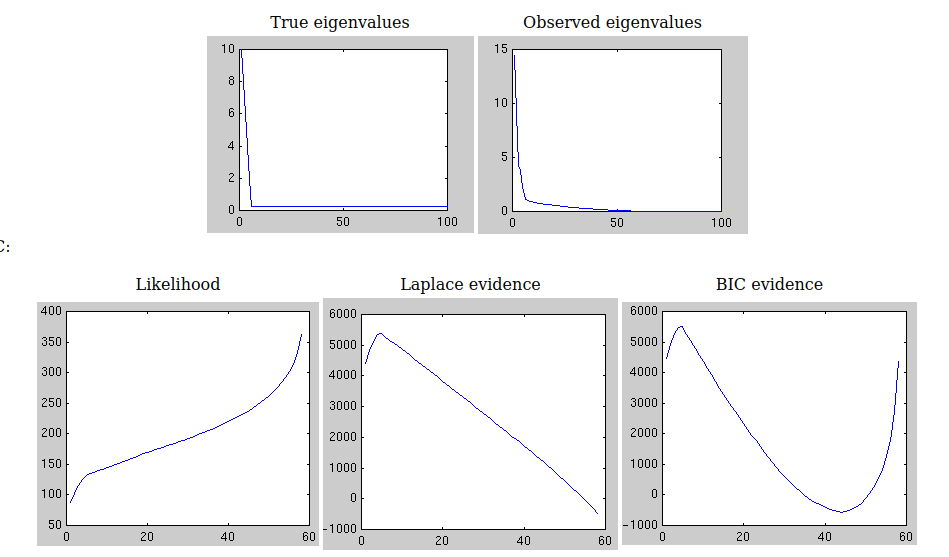 True eigenvalues Observed eigenvalues
10 15
8
10
6
4
5
2
0 0
0 50 100 0 50 100
C:
Likelihood Laplace evidence BIC evidence
400 6000 6000
350 5000 5000
300 4000 4000
250 3000 3000
200 2000 2000
150 1000 1000
100 0 0
50 -1000 -1000
0 20 40 60 0 20 40 60 0 20 40 60